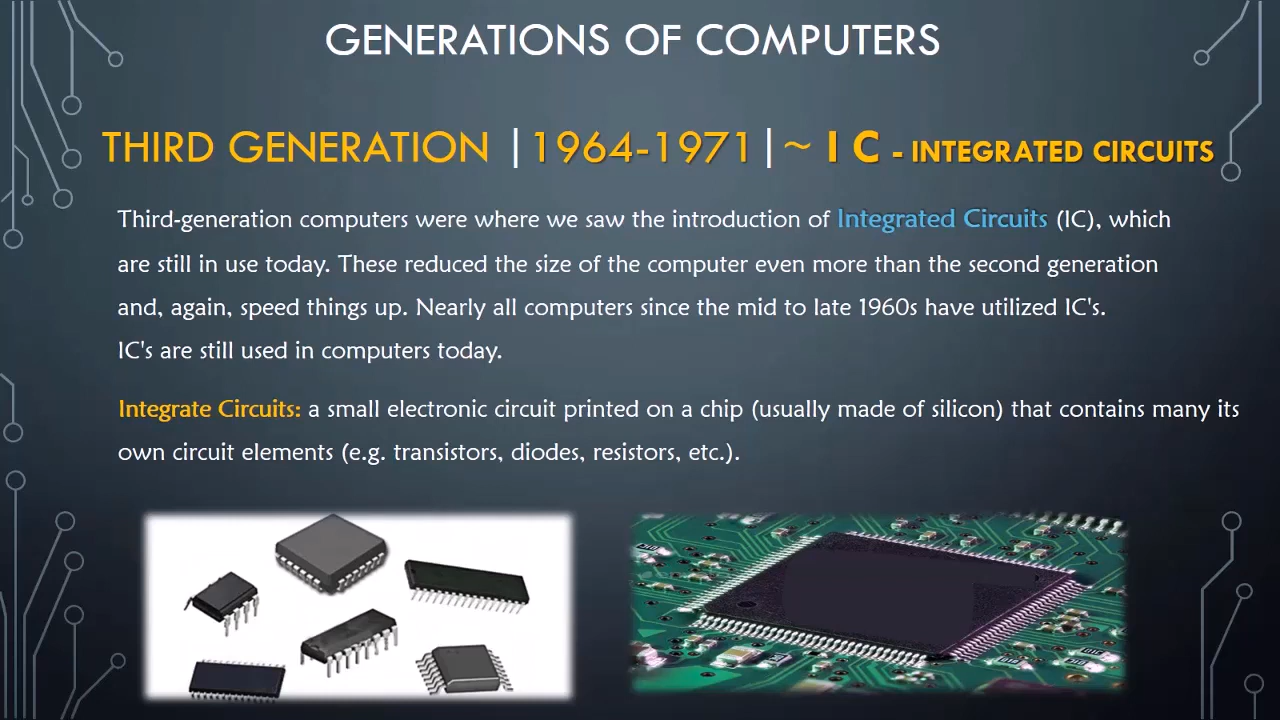 GENERATIONS OF COMPUTERS
THIRD GENERATION |1964-1971|~ I C - INTEGRATED CIRCUITS
Third-generation computers were where we saw the introduction of Integrated Circuits (IC), which
are still in use today. These reduced the size of the computer even more than the second generation
and, again, speed things up. Nearly all computers since the mid to late 1960s have utilized IC's.
IC's are still used in computers today.
Integrate Circuits: a small electronic circuit printed on a chip (usually made of silicon) that contains many its
own circuit elements (e.g. transistors, diodes, resistors, etc.).